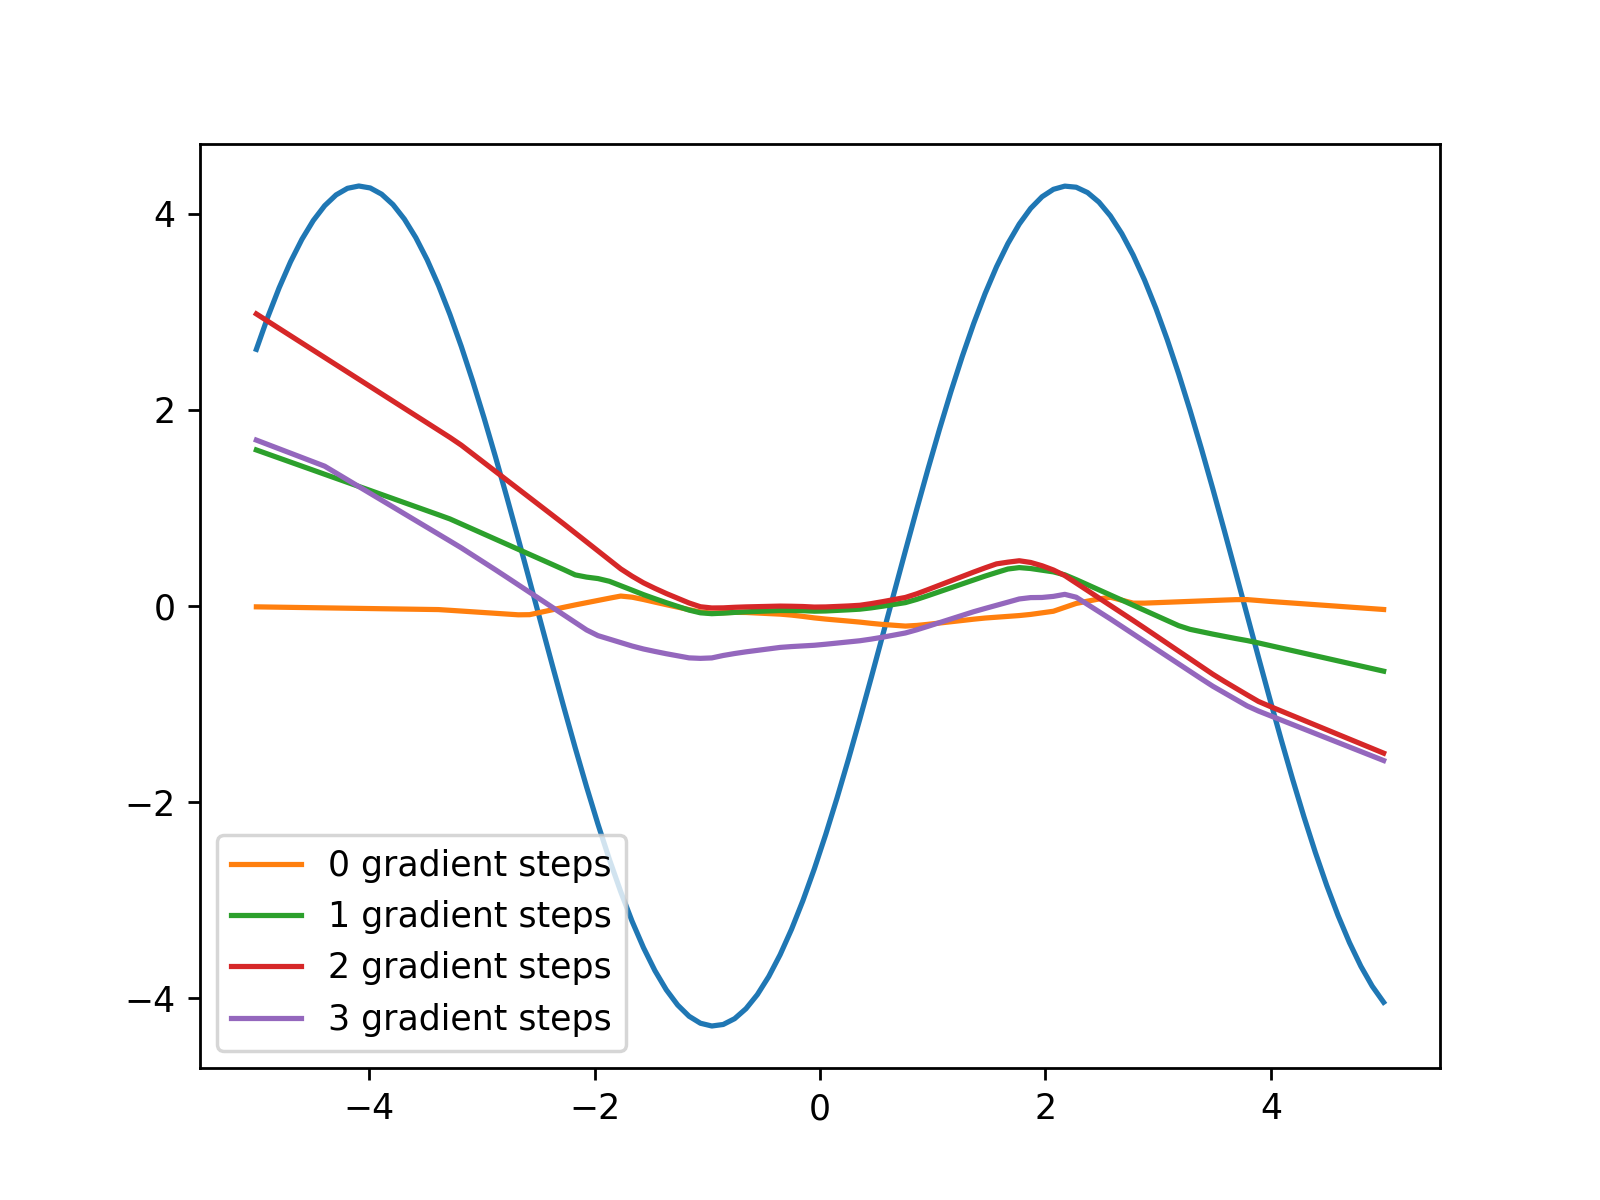 4
2
0
−2
−4
0 gradient steps
1 gradient steps
2 gradient steps
3 gradient steps
−4 −2 0 2 4